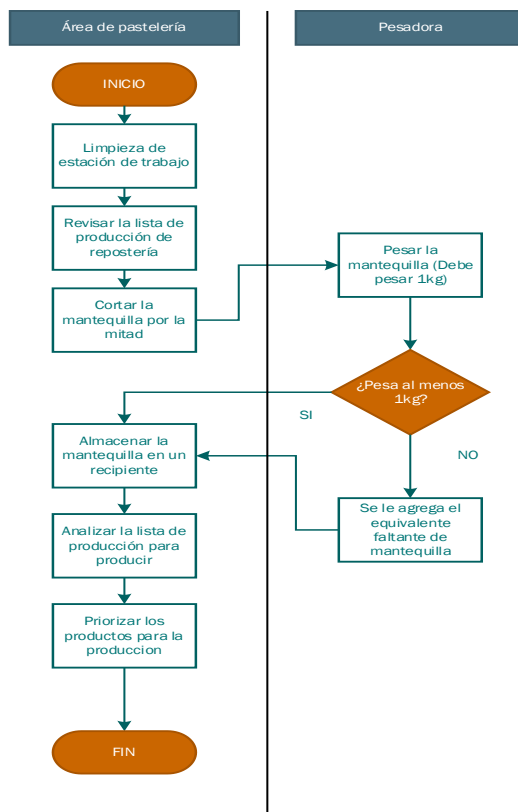 Área de pastelería
Pesadora
INICIO
Limpieza de
estación de trabajo
Revisar la lista de
producción de
repostería
Cortar la
mantequilla por la
mitad
Pesar la
mantequilla (Debe
pesar 1kg)
¿Pesa al menos
1kg?
SI
NO
Almacenar la
mantequilla en un
recipiente
Se le agrega el
equivalente
faltante de
mantequilla
Analizar la lista de
producción para
producir
Priorizar los
productos para la
produccion
FIN